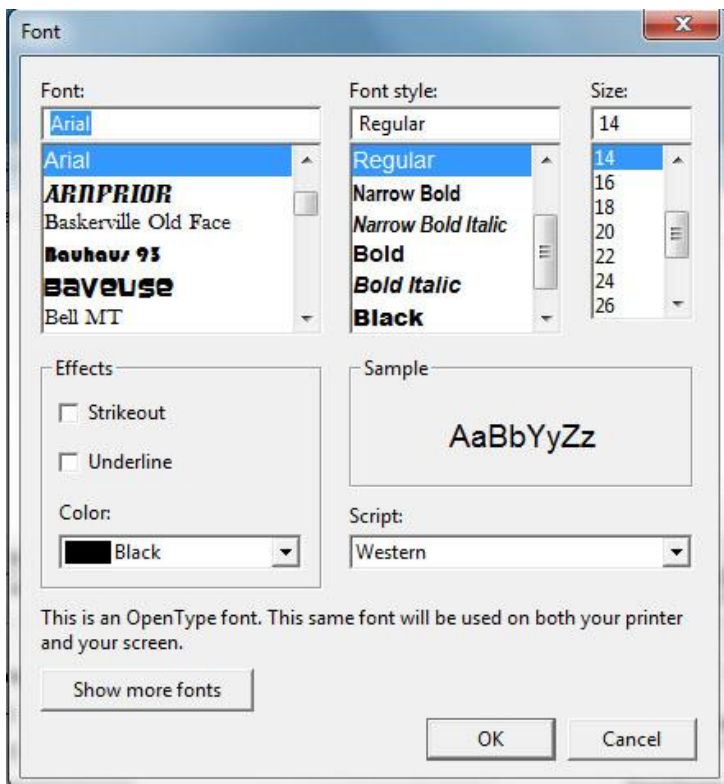 Font
Font:
Arial
Arial
ARNPRIOR
Baskerville Old Face
Bauhaus 93
Baveuse
Bell MT
Font style:
Regular
Regular
Narrow Bold
Narrow Bold Italic
Bold
Bold Italic
Black
Size:
14
14
16
18
20
22
24
26
Effects
Strikeout
Underline
Color:
Black
Sample
AaBbYyZz
Script:
Western
This is an OpenType font. This same font will be used on both your printer
and your screen.
Show more fonts
OK
Cancel